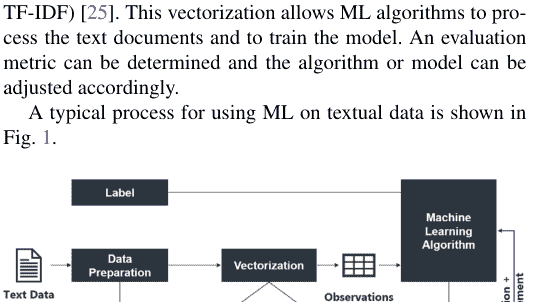 TF-IDF) [25]. This vectorization allows ML algorithms to pro-
cess the text documents and to train the model. An evaluation
metric can be determined and the algorithm or model can be
adjusted accordingly.
A typical process for using ML on textual data is shown in
Fig. 1.
Label
Machine
Learning
Algorithm
Data
Preparation
Vectorization
Text Data
Observations